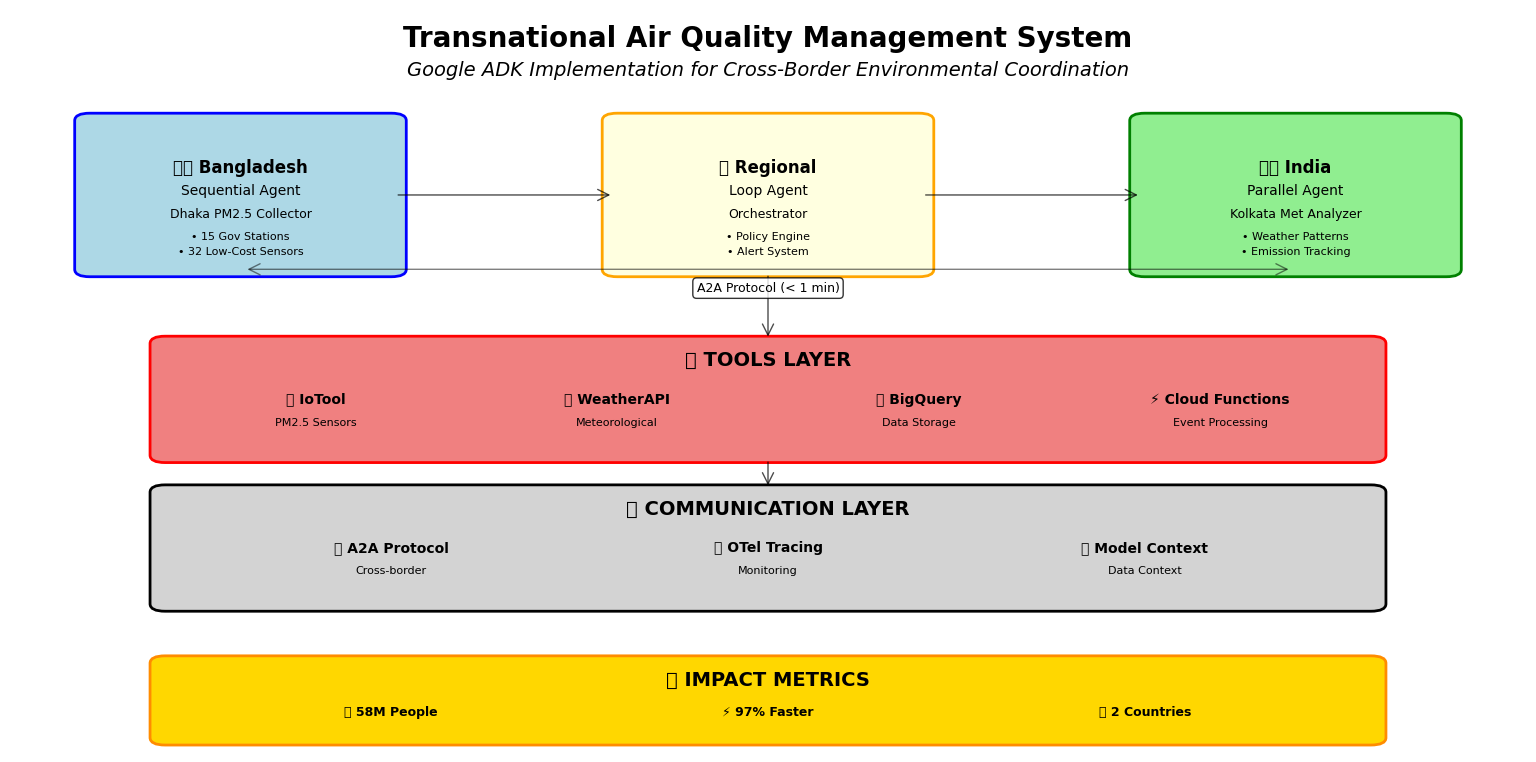 Transnational Air Quality Management System
Google ADK Implementation for Cross-Border Environmental Coordination
Bangladesh
Sequential Agent
Dhaka PM2.5 Collector
• 15 Gov Stations
• 32 Low-Cost Sensors
Regional
Loop Agent
Orchestrator
• Policy Engine
• Alert System
India
Parallel Agent
Kolkata Met Analyzer
• Weather Patterns
• Emission Tracking
A2A Protocol (< 1 min)
TOOLS LAYER
IoTool
PM2.5 Sensors
WeatherAPI
Meteorological
BigQuery
Data Storage
⚡ Cloud Functions
Event Processing
COMMUNICATION LAYER
A2A Protocol
Cross-border
OTel Tracing
Monitoring
Model Context
Data Context
IMPACT METRICS
58M People
⚡ 97% Faster
2 Countries